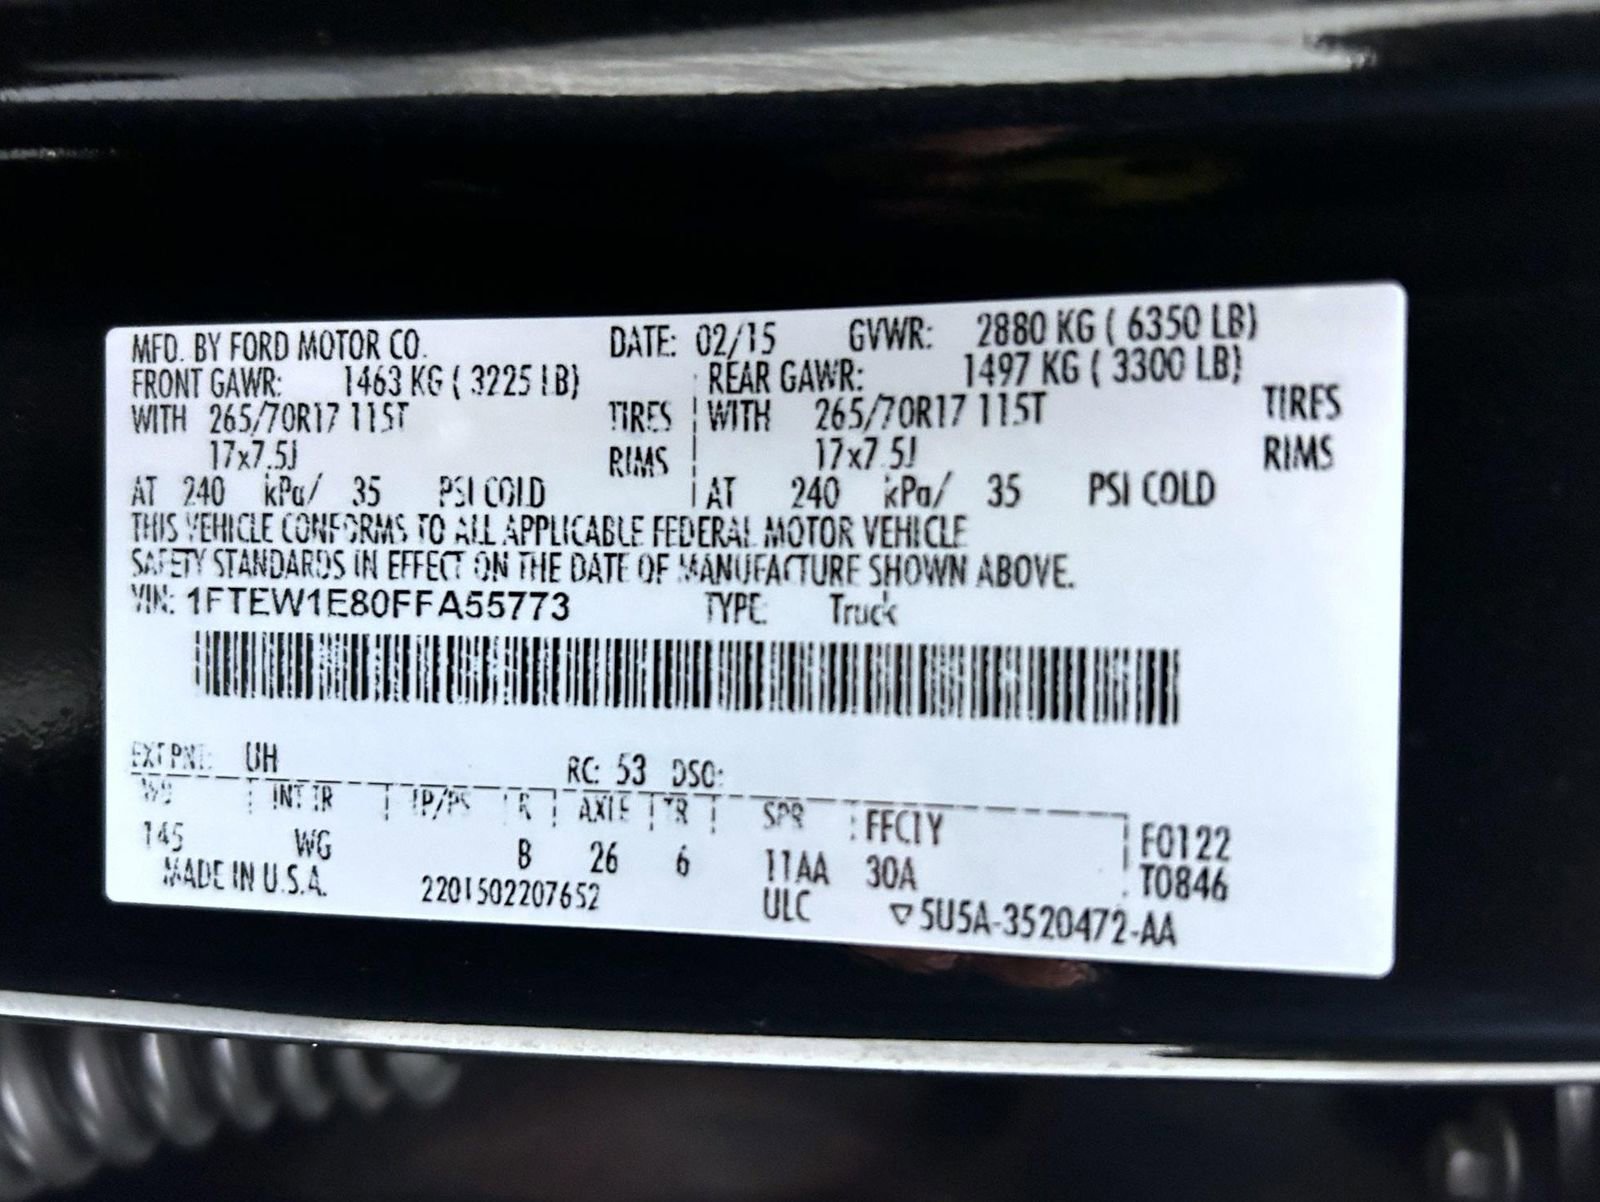 MFD. BY FORD MOTOR CO. DATE: 02/15 GVWR: 2880 KG ( 6350 LB)
FRONT GAWR: 1463 KG ( 3225 LB) REAR GAWR: 1497 KG ( 3300 LB)
WITH 265/70R17 115T TIRES WITH 265/70R17 115T TIRES
17x7.5J RIMS 17x7.5J RIMS
AT 240 kPa/ 35 PSI COLD AT 240 kPa/ 35 PSI COLD
THIS VEHICLE CONFORMS TO ALL APPLICABLE FEDERAL MOTOR VEHICLE
SAFETY STANDARDS IN EFFECT ON THE DATE OF MANUFACTURE SHOWN ABOVE.
VIN: 1FTEW1E80FFA55773 TYPE: Truck
EXT PNT: UH RC: 53 DSO:
WB INT TR TP/PS R AXLE TR SPR FFCTY F0122
145 WG B 26 6 11AA 30A T0846
MADE IN U.S.A. 2201502207652 ULC ▽5U5A-3520472-AA